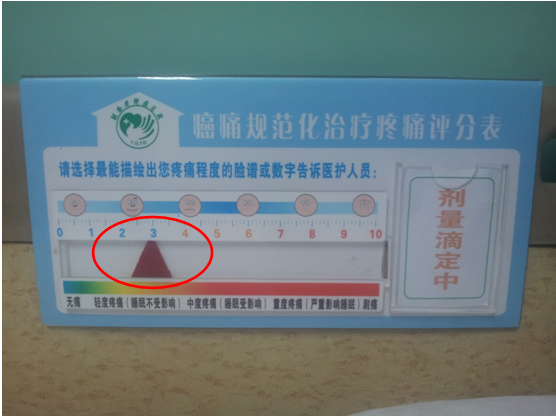 1970
癌痛规范化治疗疼痛评分表
请选择最能描绘出您疼痛程度的脸谱或数字告诉医护人员:
0 1 2 3 4 5 6 7 8 9 10
无痛 轻度疼痛(睡眠不受影响) 中度疼痛(睡眠受影响) 重度疼痛(严重影响睡眠) 剧痛
剂量滴定中